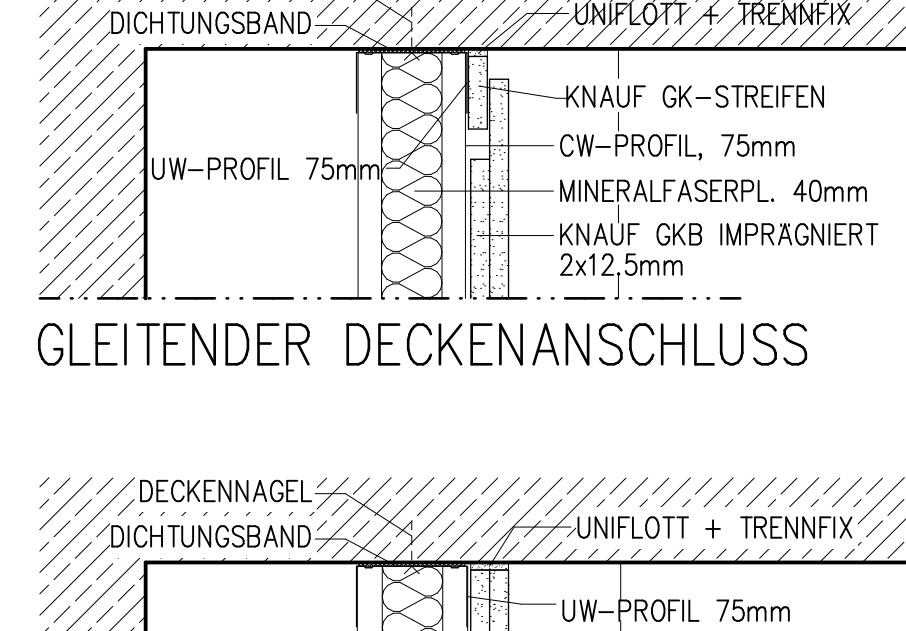 DICHTUNGSBAND
UNIFLOTT + TRENNFIX
KNAUF GK-STREIFEN
CW-PROFIL, 75mm
UW-PROFIL 75mm
MINERALFASERPL. 40mm
KNAUF GKB IMPRÄGNIERT
2x12.5mm
GLEITENDER DECKENANSCHLUSS
DECKENNAGEL
UNIFLOTT + TRENNFIX
DICHTUNGSBAND
UW-PROFIL 75mm